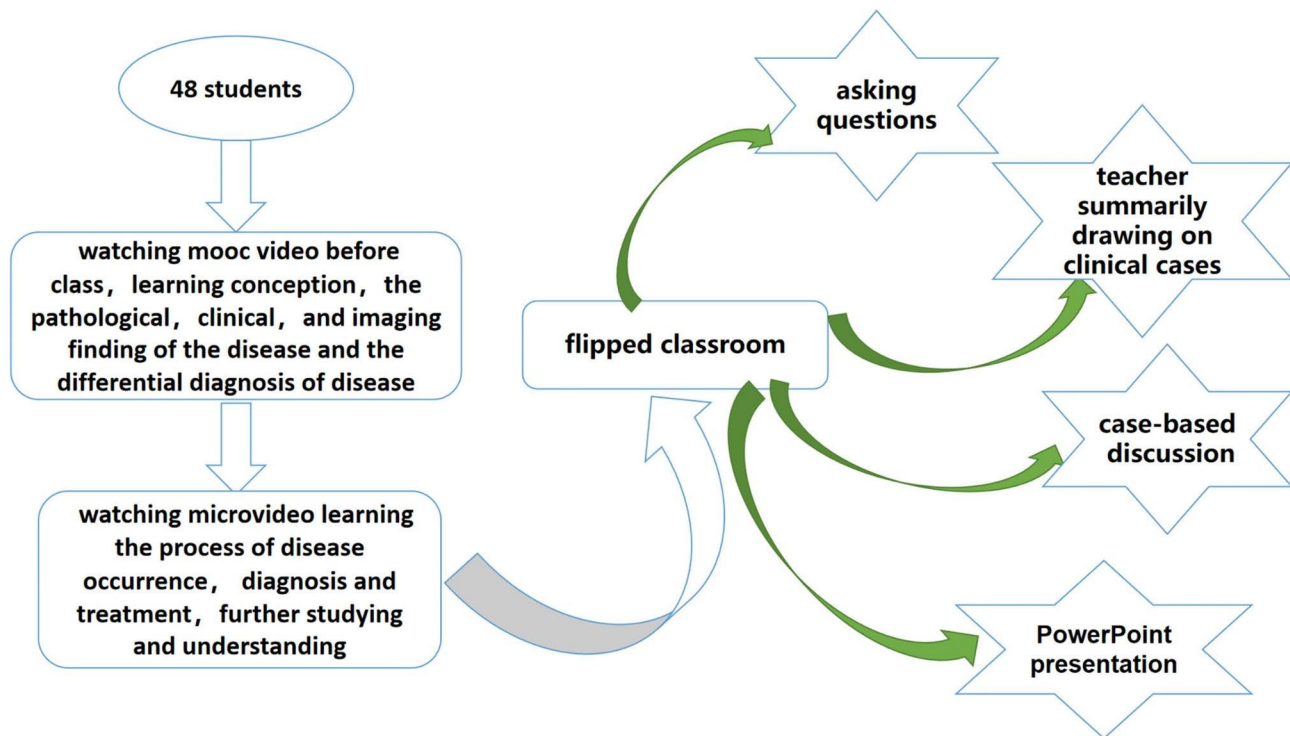 48 students
watching mooc video before
class，learning conception，the
pathological，clinical，and imaging
finding of the disease and the
differential diagnosis of disease
watching microvideo learning
the process of disease
occurrence，diagnosis and
treatment，further studying
and understanding
flipped classroom
asking
questions
teacher
summarily
drawing on
clinical cases
case-based
discussion
PowerPoint
presentation